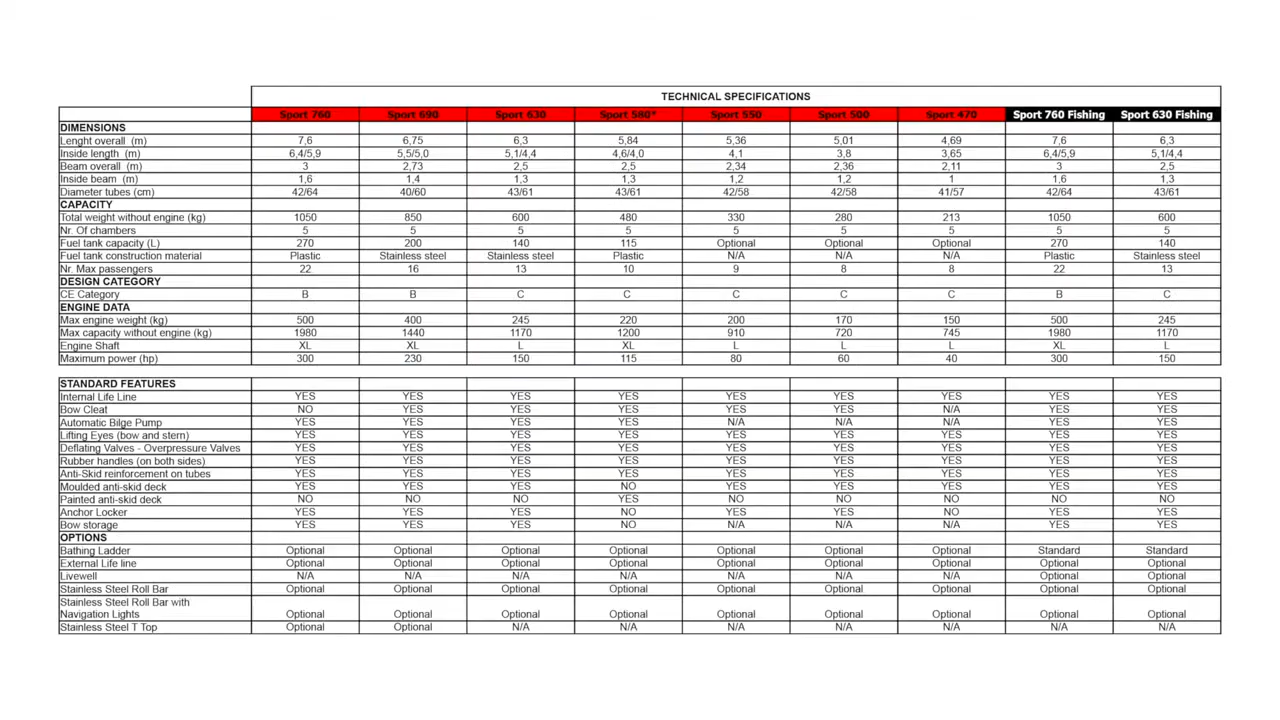 TECHNICAL SPECIFICATIONS
Sport 760 Sport 690 Sport 630 Sport 580* Sport 550 Sport 500 Sport 470 Sport 760 Fishing Sport 630 Fishing
DIMENSIONS
Lenght overall (m) 7,6 6,75 6,3 5,84 5,36 5,01 4,69 7,6 6,3
Inside length (m) 6,4/5,9 5,5/5,0 5,1/4,4 4,6/4,0 4,1 3,8 3,65 6,4/5,9 5,1/4,4
Beam overall (m) 3 2,73 2,5 2,5 2,34 2,36 2,11 3 2,5
Inside beam (m) 1,6 1,4 1,3 1,3 1,2 1,2 1 1,6 1,3
Diameter tubes (cm) 42/64 40/60 43/61 43/61 42/58 42/58 41/57 42/64 43/61
CAPACITY
Total weight without engine (kg) 1050 850 600 480 330 280 213 1050 600
Nr. Of chambers 5 5 5 5 5 5 5 5 5
Fuel tank capacity (L) 270 200 140 115 Optional Optional Optional 270 140
Fuel tank construction material Plastic Stainless steel Stainless steel Plastic N/A N/A N/A Plastic Stainless steel
Nr. Max passengers 22 16 13 10 9 8 8 22 13
DESIGN CATEGORY
CE Category B B C C C C C B C
ENGINE DATA
Max engine weight (kg) 500 400 245 220 200 170 150 500 245
Max capacity without engine (kg) 1980 1440 1170 1200 910 720 745 1980 1170
Engine Shaft XL XL L XL L L L XL L
Maximum power (hp) 300 230 150 115 80 60 40 300 150
STANDARD FEATURES
Internal Life Line YES YES YES YES YES YES YES YES YES
Bow Cleat NO YES YES YES YES YES N/A YES YES
Automatic Bilge Pump YES YES YES YES N/A N/A N/A YES YES
Lifting Eyes (bow and stern) YES YES YES YES YES YES YES YES YES
Deflating Valves - Overpressure Valves YES YES YES YES YES YES YES YES YES
Rubber handles (on both sides) YES YES YES YES YES YES YES YES YES
Anti-Skid reinforcement on tubes YES YES YES YES YES YES YES YES YES
Moulded anti-skid deck YES YES YES NO YES YES YES YES YES
Painted anti-skid deck NO NO NO YES NO NO NO NO NO
Anchor Locker YES YES YES NO YES YES NO YES YES
Bow storage YES YES YES NO N/A N/A N/A YES YES
OPTIONS
Bathing Ladder Optional Optional Optional Optional Optional Optional Optional Standard Standard
External Life line Optional Optional Optional Optional Optional Optional Optional Optional Optional
Livewell N/A N/A N/A N/A N/A N/A N/A Optional Optional
Stainless Steel Roll Bar Optional Optional Optional Optional Optional Optional Optional Optional Optional
Stainless Steel Roll Bar with
Navigation Lights Optional Optional Optional Optional Optional Optional Optional Optional Optional
Stainless Steel T Top Optional Optional N/A N/A N/A N/A N/A N/A N/A